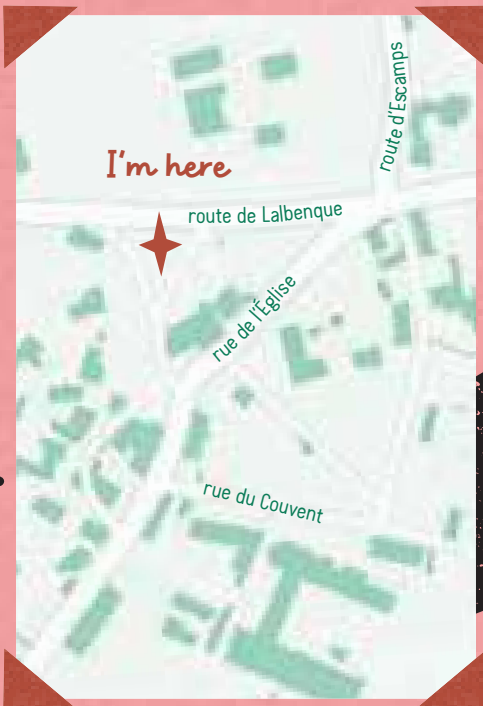 route d'Escamps
I'm here
route de Lalbenque
rue de l'Église
rue du Couvent